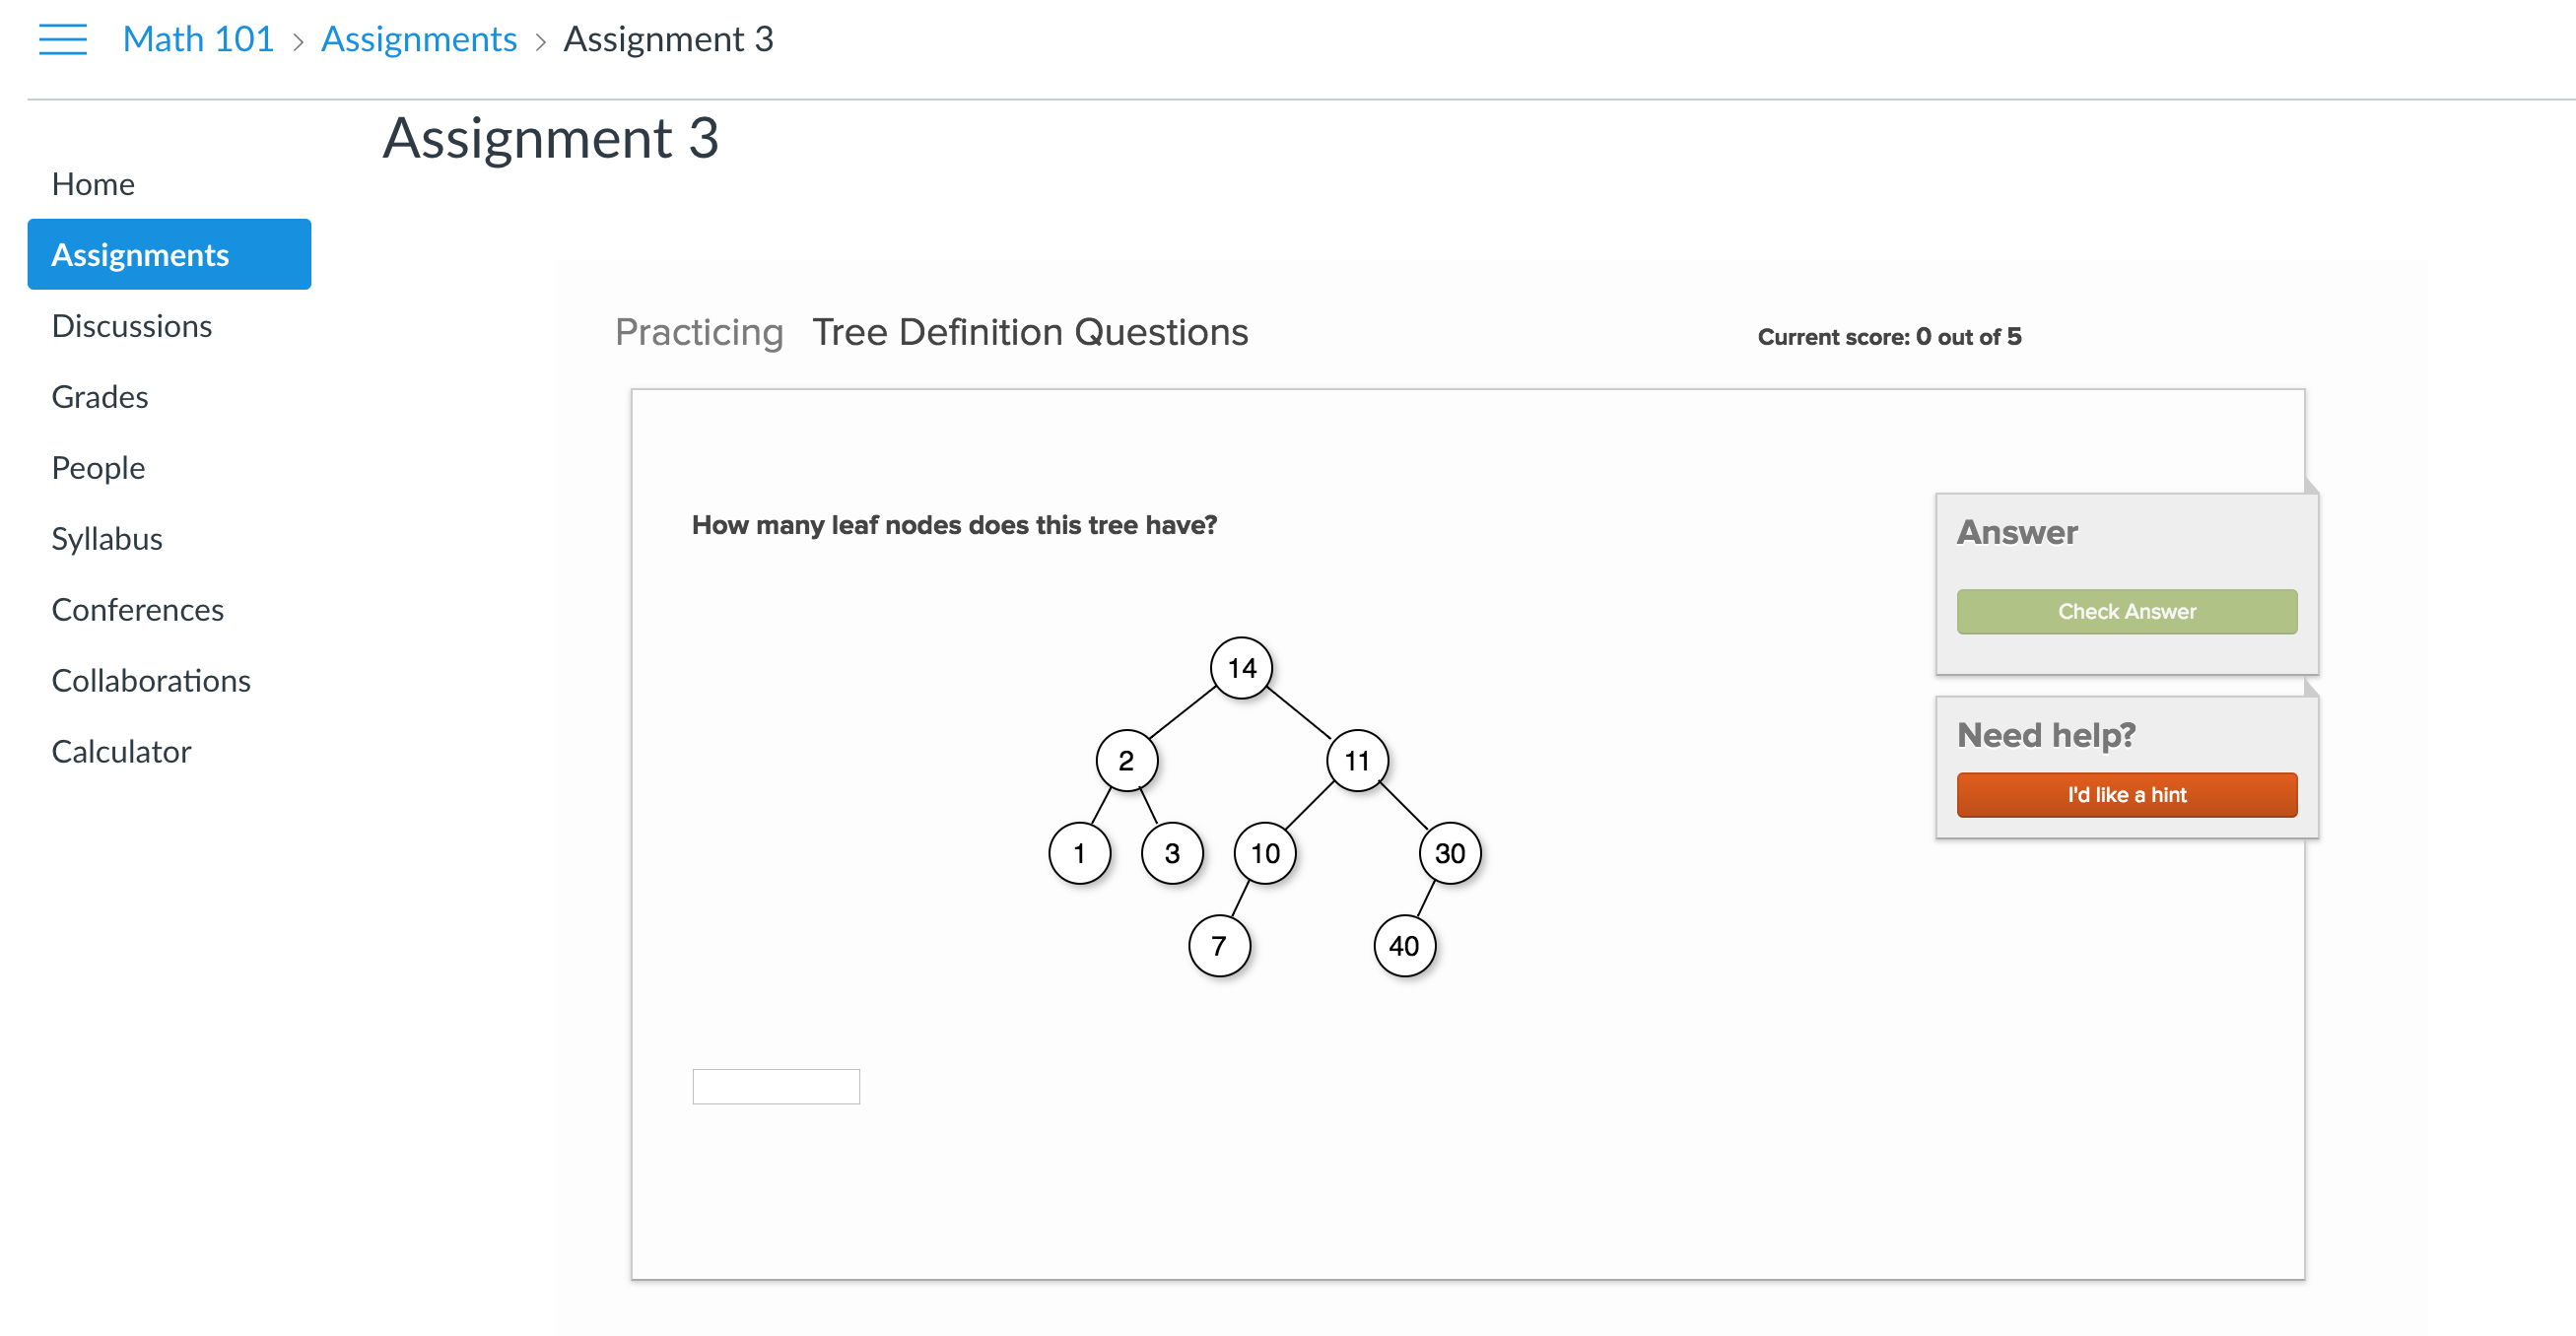 Math 101 > Assignments > Assignment 3
Assignment 3
Home
Assignments
Discussions
Grades
People
Syllabus
Conferences
Collaborations
Calculator
Practicing Tree Definition Questions
Current score: 0 out of 5
How many leaf nodes does this tree have?
14
2 11
1 3 10 30
7 40
Answer
Check Answer
Need help?
I'd like a hint